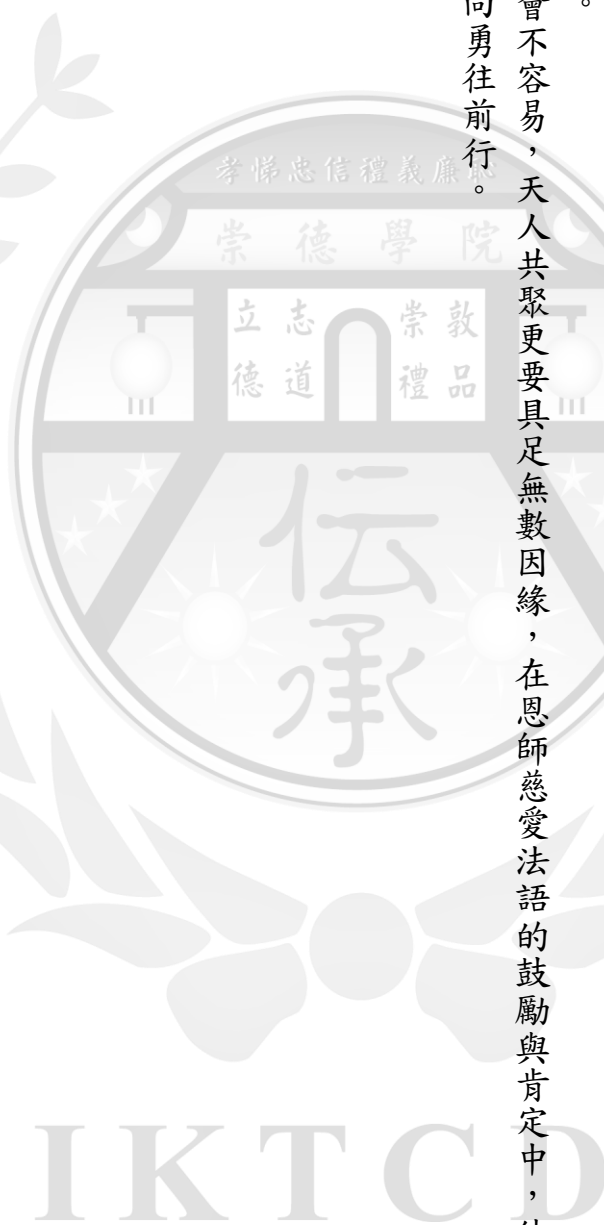 。
會不容易，天人共聚更要具足無數因緣，在恩師慈愛法語的鼓勵與肯定中，
向勇往前行。
孝悌忠信禮義廉恥
崇德學院
立志 崇敦
德道 禮品
伝承
IKTCD